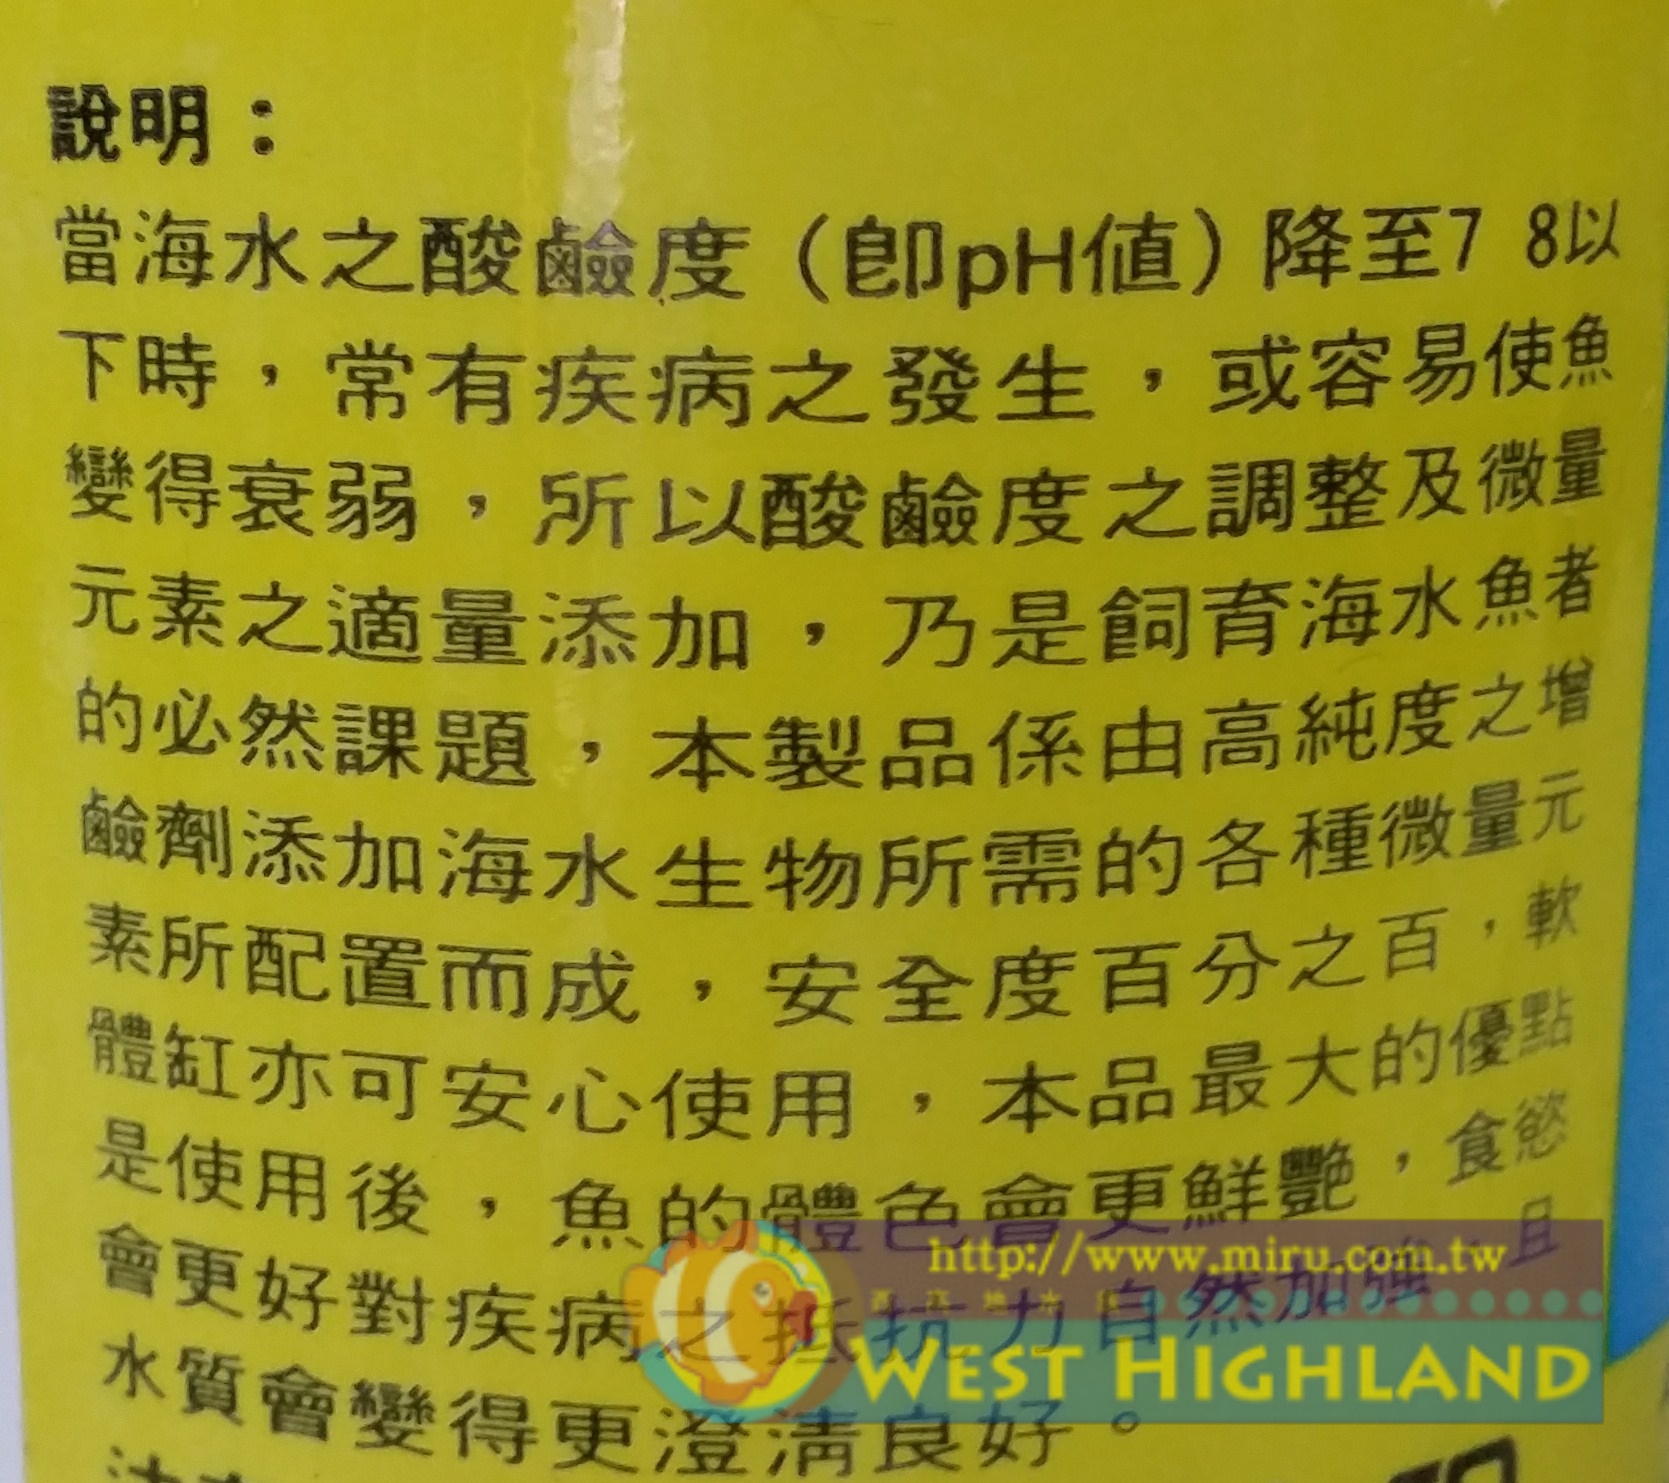 說明：
當海水之酸鹼度（即pH值）降至7 8以
下時，常有疾病之發生，或容易使魚
變得衰弱，所以酸鹼度之調整及微量
元素之適量添加，乃是飼育海水魚者
的必然課題，本製品係由高純度之增
鹼劑添加海水生物所需的各種微量元
素所配置而成，安全度百分之百，軟
體缸亦可安心使用，本品最大的優點
是使用後，魚的體色會更鮮艷，食慾
會更好對疾病之抵抗力自然加強，且
水質會變得更澄清良好。
http://www.miru.com.tw
WEST HIGHLAND